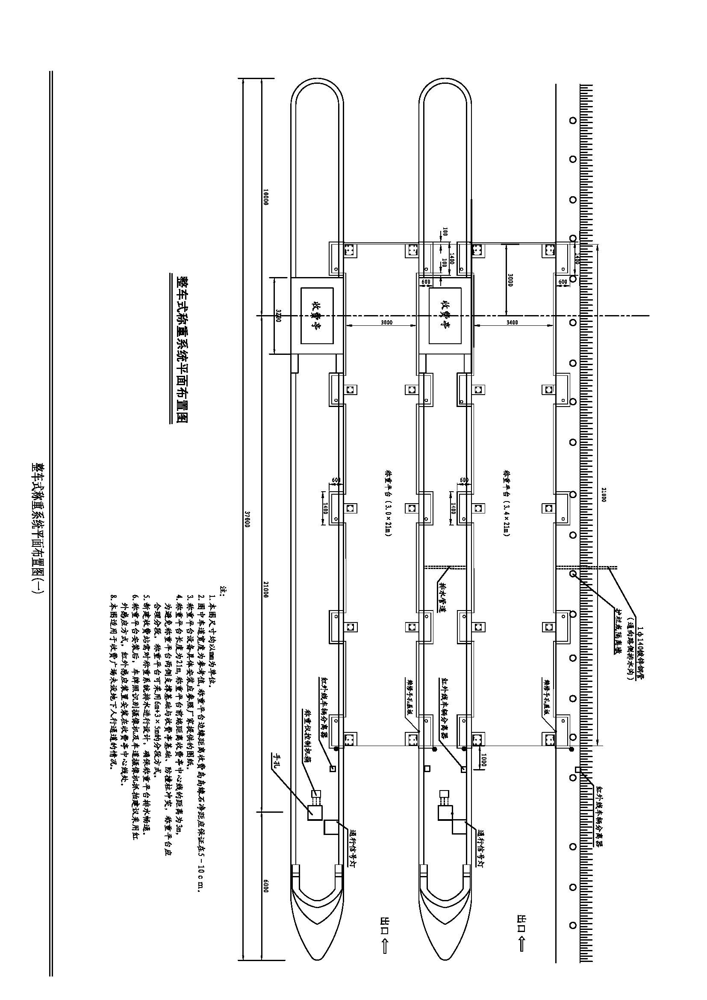 1ф140镀锌钢管
(通向路侧排水沟)
护栏或隔离墩
21000
红外线车辆分离器
1400
600
3000
3400
称重平台(3.4×21m)
维修手孔盖板
出口
100
1400
100
600
收费亭
600
1400
排水管道
红外线车辆分离器
1000
通行信号灯
3000
称重平台(3.0×21m)
维修手孔盖板
出口
收费亭
600
1400
红外线车辆分离器
称重仪控制机箱
手孔
通行信号灯
3200
10000
21000
6000
37000
整车式称重系统平面布置图
注:
1.本图尺寸均以mm为单位.
2.图中车道宽度为参考值,称重平台边缘距离收费岛岛缘石净距应保证在5-10cm.
3.称重平台设备具体安装应参照厂家提供的图纸.
4.称重平台长度为21m,称重平台前端距离收费亭中心线的距离为3m,
为避免称重平台两侧支撑基础与收费亭基础、防撞柱冲突,称重平台应
合理分段,称重平台可采用6m+3×5m的分段方式.
5.新建收费站需对称重系统排水进行设计,确保称重平台排水畅通.
6.称重平台安装后,车牌照识别摄像机及车道摄像机抓拍建议采用红
外感应方式,红外感应装置安装在收费亭中心线处.
8.本图适用于收费广场未设地下人行通道的情况.
整车式称重系统平面布置图(一)